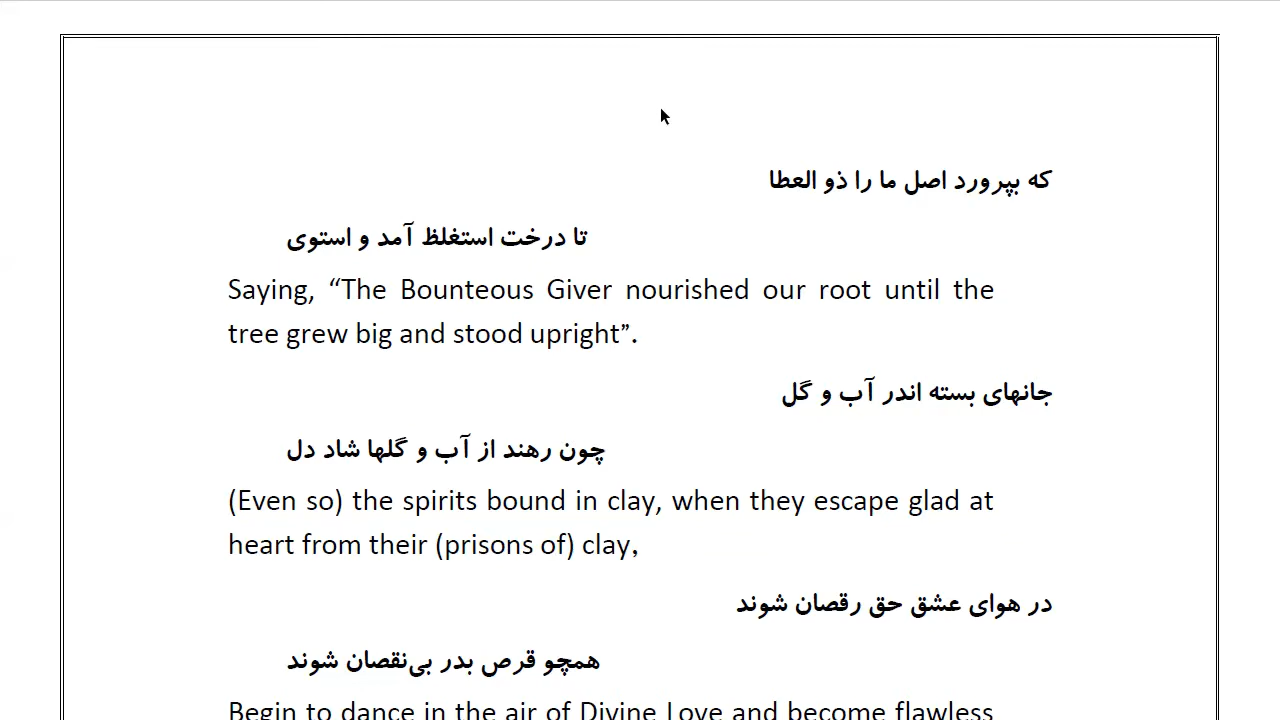 که بپرورد اصل ما را ذو العطا
تا درخت استغلظ آمد و استوی
Saying, “The Bounteous Giver nourished our root until the
tree grew big and stood upright”.
جانهای بسته اندر آب و گل
چون رهند از آب و گلها شاد دل
(Even so) the spirits bound in clay, when they escape glad at
heart from their (prisons of) clay,
در هوای عشق حق رقصان شوند
همچو قرص بدر بی‌نقصان شوند
Begin to dance in the air of Divine Love and become flawless